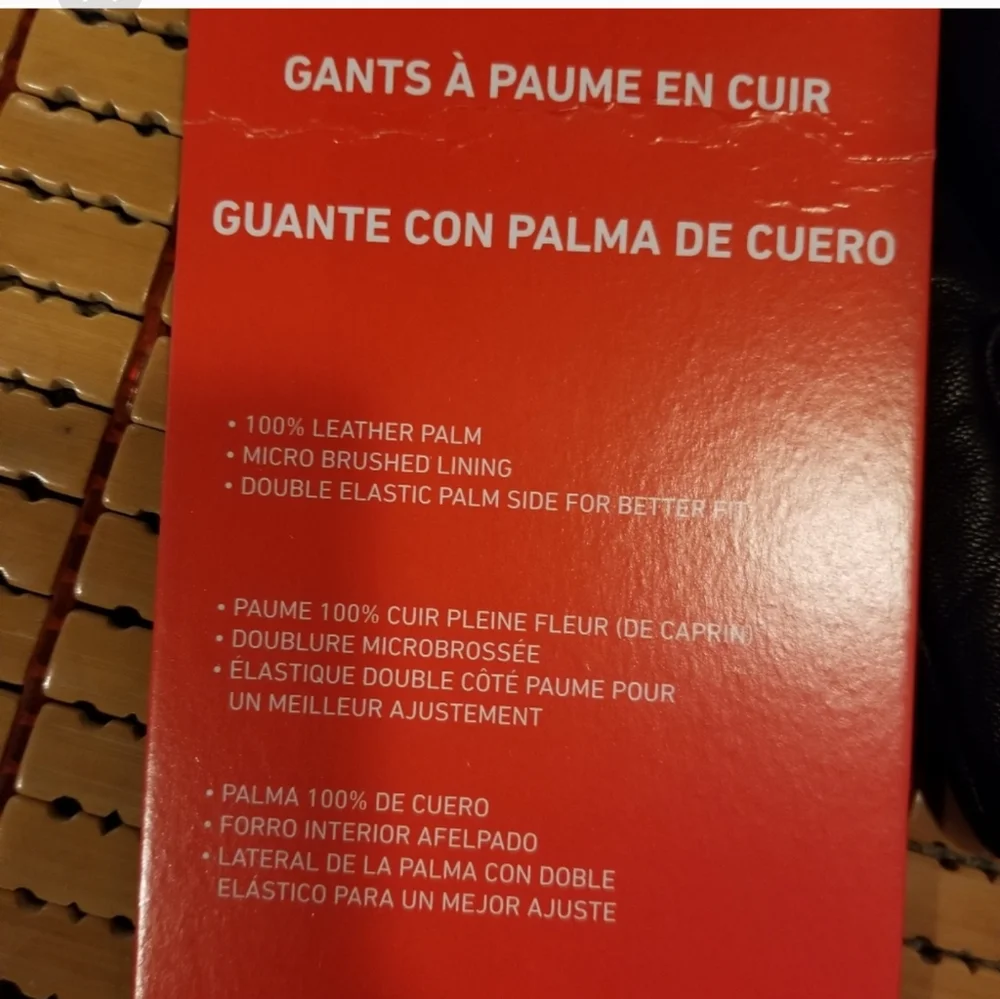 GANTS À PAUME EN CUIR
GUANTE CON PALMA DE CUERO
• 100% LEATHER PALM
• MICRO BRUSHED LINING
• DOUBLE ELASTIC PALM SIDE FOR BETTER FIT
• PAUME 100% CUIR PLEINE FLEUR (DE CAPRIN)
• DOUBLURE MICROBROSSÉE
• ÉLASTIQUE DOUBLE CÔTÉ PAUME POUR
UN MEILLEUR AJUSTEMENT
• PALMA 100% DE CUERO
• FORRO INTERIOR AFELPADO
• LATERAL DE LA PALMA CON DOBLE
ELÁSTICO PARA UN MEJOR AJUSTE